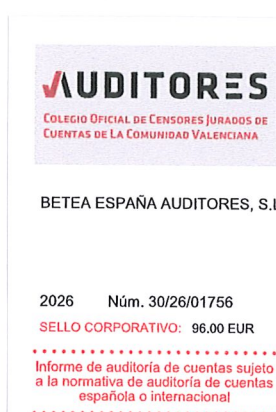 AUDITORES
COLEGIO OFICIAL DE CENSORES JURADOS DE
CUENTAS DE LA COMUNIDAD VALENCIANA
BETEA ESPAÑA AUDITORES, S.L
2026 Núm. 30/26/01756
SELLO CORPORATIVO: 96.00 EUR
Informe de auditoría de cuentas sujeto
a la normativa de auditoría de cuentas
española o internacional